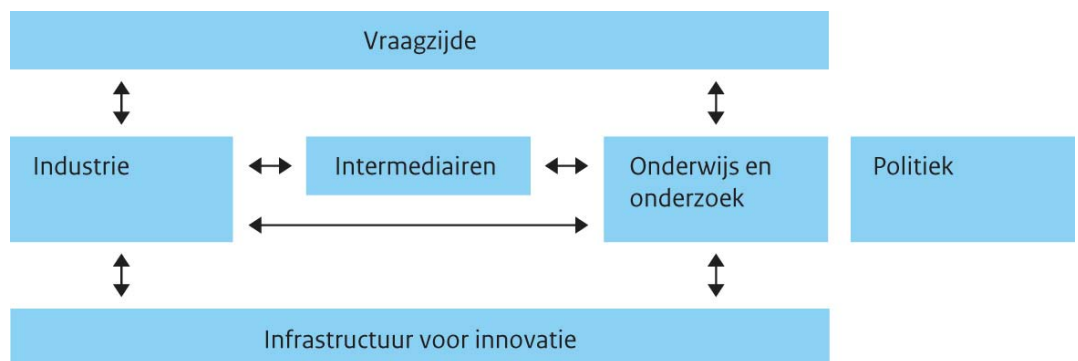 Vraagzijde
Industrie
Intermediairen
Onderwijs en
onderzoek
Politiek
Infrastructuur voor innovatie